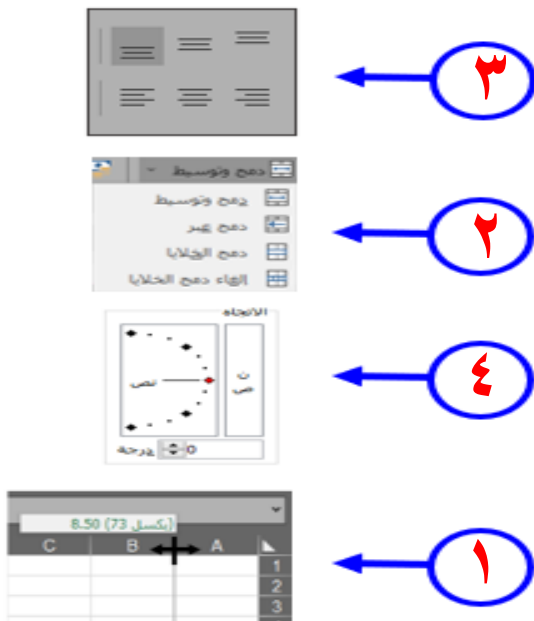 ٣
دمج وتوسيط
دمج وتوسيط
دمج عبر
دمج الخلايا
إلغاء دمج الخلايا
٢
الاتجاه
ن
ص
نص
0 درجة
٤
8.50 (73 بكسل)
C B A
1
2
3
١